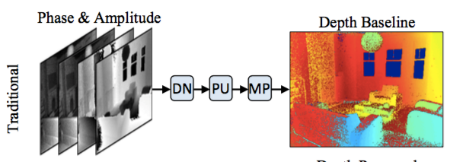 Phase & Amplitude
Depth Baseline
Traditional
DN
PU
MP